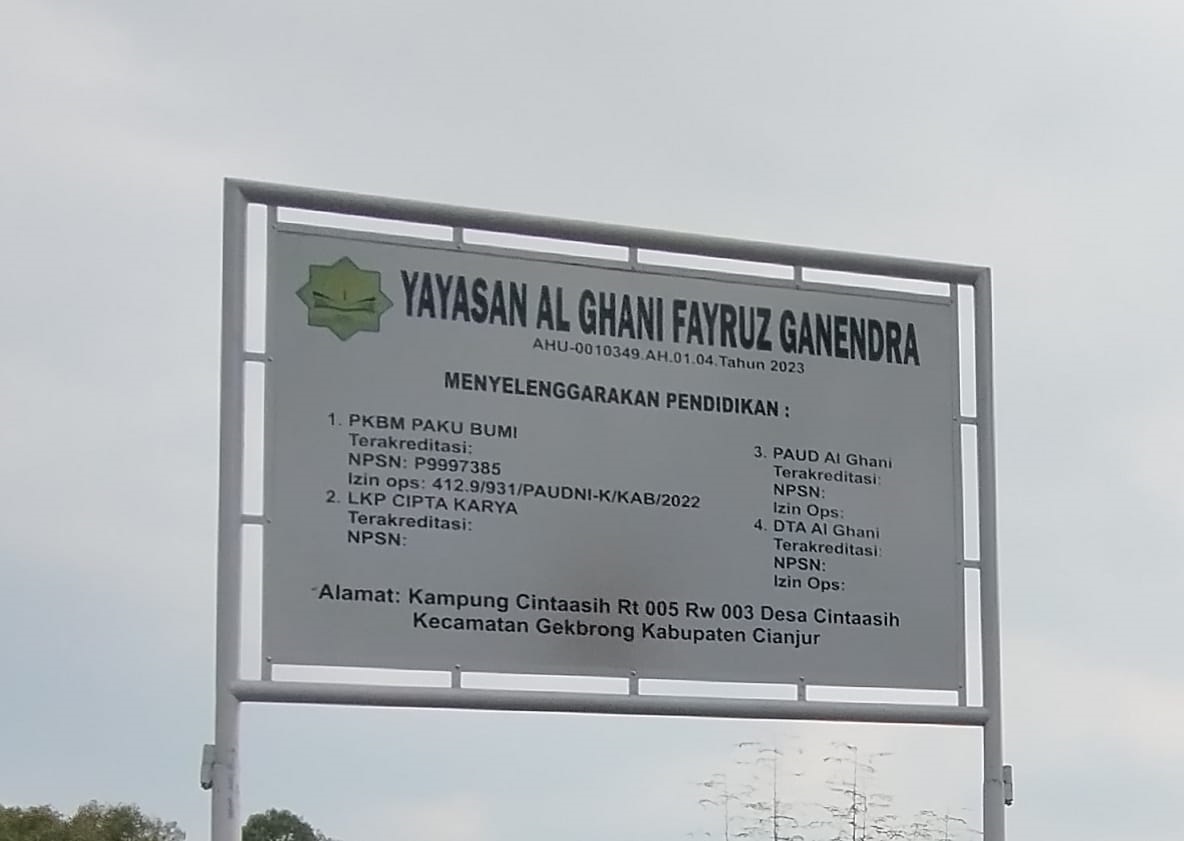 YAYASAN AL GHANI FAYRUZ GANENDRA
AHU-0010349.AH.01.04.Tahun 2023
MENYELENGGARAKAN PENDIDIKAN :
1. PKBM PAKU BUMI
Terakreditasi:
NPSN: P9997385
Izin ops: 412.9/931/PAUDNI-K/KAB/2022
2. LKP CIPTA KARYA
Terakreditasi:
NPSN:
3. PAUD Al Ghani
Terakreditasi:
NPSN:
Izin Ops:
4. DTA Al Ghani
Terakreditasi:
NPSN:
Izin Ops:
Alamat: Kampung Cintaasih Rt 005 Rw 003 Desa Cintaasih
Kecamatan Gekbrong Kabupaten Cianjur